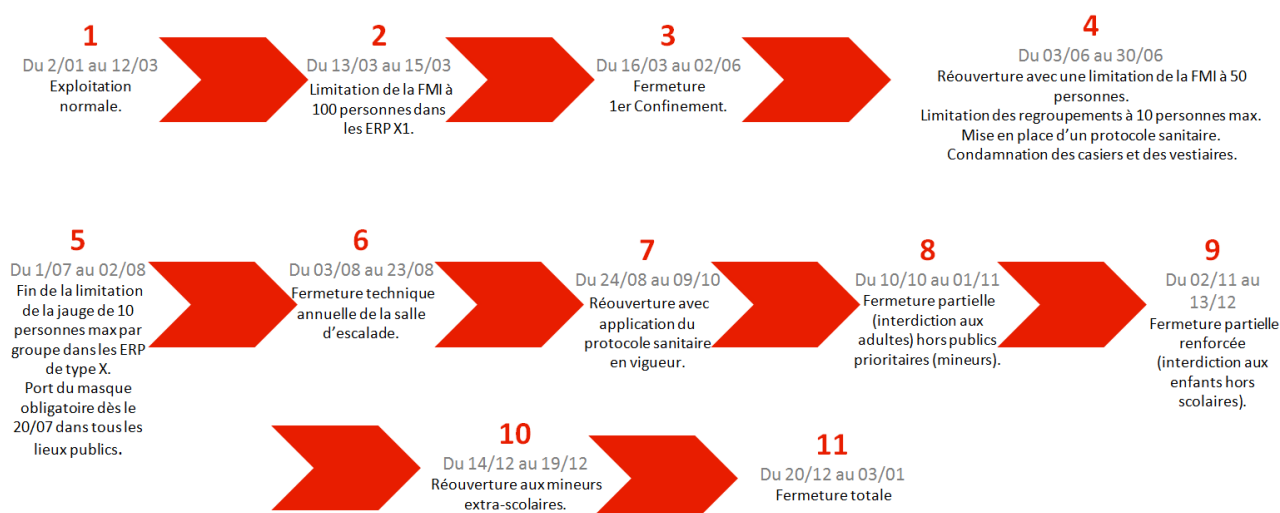 1
Du 2/01 au 12/03
Exploitation
normale.
2
Du 13/03 au 15/03
Limitation de la FMI à
100 personnes dans
les ERP X1.
3
Du 16/03 au 02/06
Fermeture
1er Confinement.
4
Du 03/06 au 30/06
Réouverture avec une limitation de la FMI à 50
personnes.
Limitation des regroupements à 10 personnes max.
Mise en place d'un protocole sanitaire.
Condamnation des casiers et des vestiaires.
5
Du 1/07 au 02/08
Fin de la limitation
de la jauge de 10
personnes max par
groupe dans les ERP
de type X.
Port du masque
obligatoire dès le
20/07 dans tous les
lieux publics.
6
Du 03/08 au 23/08
Fermeture technique
annuelle de la salle
d'escalade.
7
Du 24/08 au 09/10
Réouverture avec
application du
protocole sanitaire
en vigueur.
8
Du 10/10 au 01/11
Fermeture partielle
(interdiction aux
adultes) hors publics
prioritaires (mineurs).
9
Du 02/11 au
13/12
Fermeture partielle
renforcée
(interdiction aux
enfants hors
scolaires).
10
Du 14/12 au 19/12
Réouverture aux mineurs
extra-scolaires.
11
Du 20/12 au 03/01
Fermeture totale